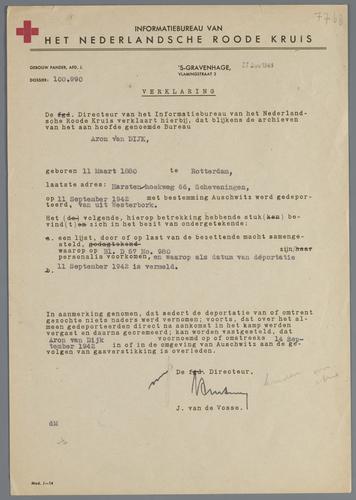 7768
INFORMATIEBUREAU VAN
HET NEDERLANDSCHE ROODE KRUIS
GEBOUW PANDER, AFD. J.
DOSSIER: 100.990
'S-GRAVENHAGE,
VLAMINGSTRAAT 2
VERKLARING
De fgd. Directeur van het Informatiebureau van het Nederland-
sche Roode Kruis verklaart hierbij, dat blijkens de archieven
van het aan hoofde genoemde Bureau
Aron van DIJK,
geboren 11 Maart 1880 te Rotterdam,
laatste adres: Harstenhoekweg 66, Scheveningen,
op 11 September 1942 met bestemming Auschwitz werd gedepor-
teerd, van uit Westerbork.
Het (de) volgende, hierop betrekking hebbende stuk(ken) be-
vind(t)en zich in het bezit van ondergetekende:
a. een lijst, door of op last van de bezettende macht samenge-
steld, gedagtekend
waarop op Bl. D 67 No. 980 zijn/haar
personalia voorkomen, en waarop als datum van deportatie
11 September 1942 is vermeld.
b.
In aanmerking genomen, dat sedert de deportatie van of omtrent
gezochte niets naders werd vernomen; voorts, dat over het al-
meen gedeporteerden direct na aankomst in het kamp werden
vergast en daarna gecremeerd; kan worden vastgesteld, dat
Aron van Dijk voornoemd op of omstreeks 14 Sep-
tember 1942 in of in de omgeving van Auschwitz aan de ge-
volgen van gasverstikking is overleden.
De fgd. Directeur.
J. van de Vosse.
dM
Mod. J-14